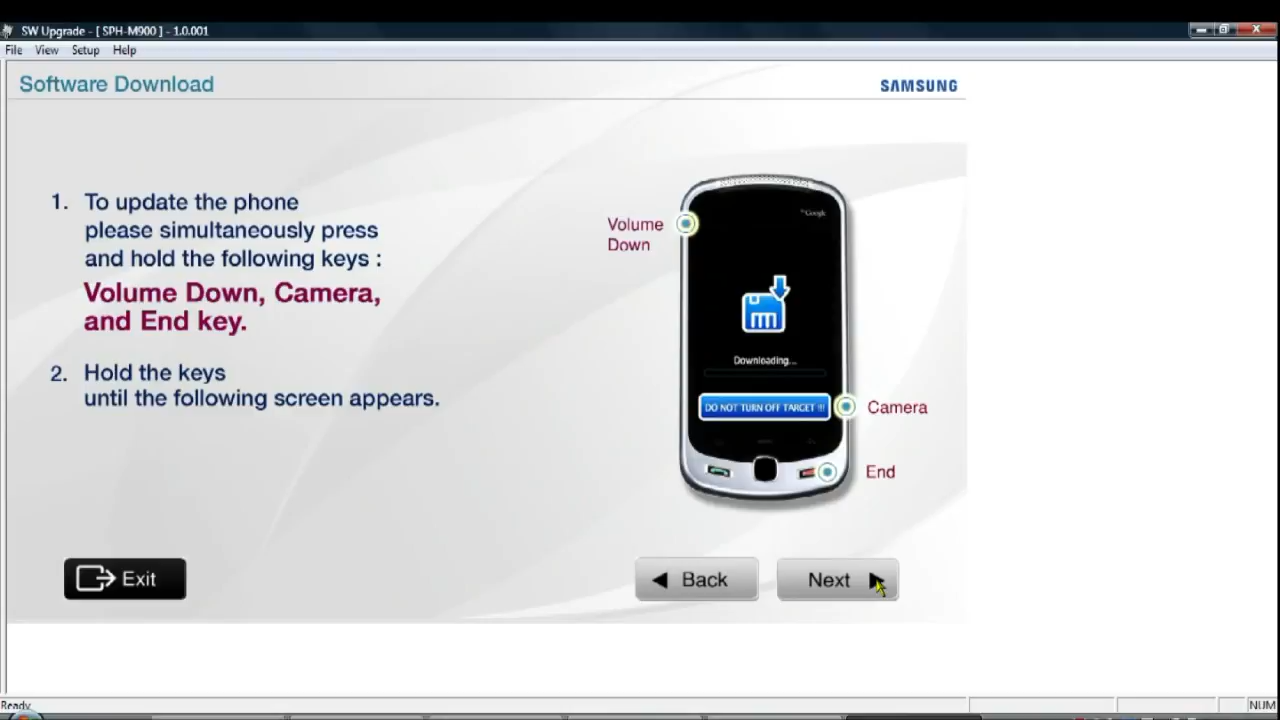 SW Upgrade - [ SPH-M900 ] - 1.0.001
File View Setup Help
Software Download
SAMSUNG
1. To update the phone
please simultaneously press
and hold the following keys :
Volume Down, Camera,
and End key.
2. Hold the keys
until the following screen appears.
Volume
Down
Google
Downloading...
DO NOT TURN OFF TARGET !!!
Camera
End
Exit
Back
Next
Ready
NUM